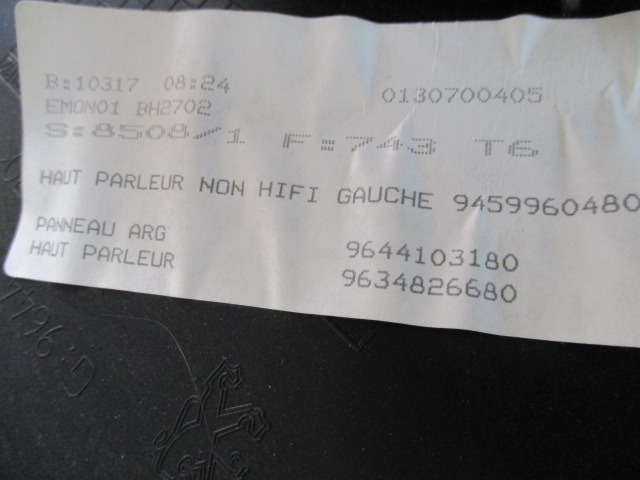 B:10317 08:24
0130700405
EMON01 BH2702
S:8508/1 F:743 T6
HAUT PARLEUR NON HIFI GAUCHE 9459960480
PANNEAU ARG 9644103180
HAUT PARLEUR 9634826680